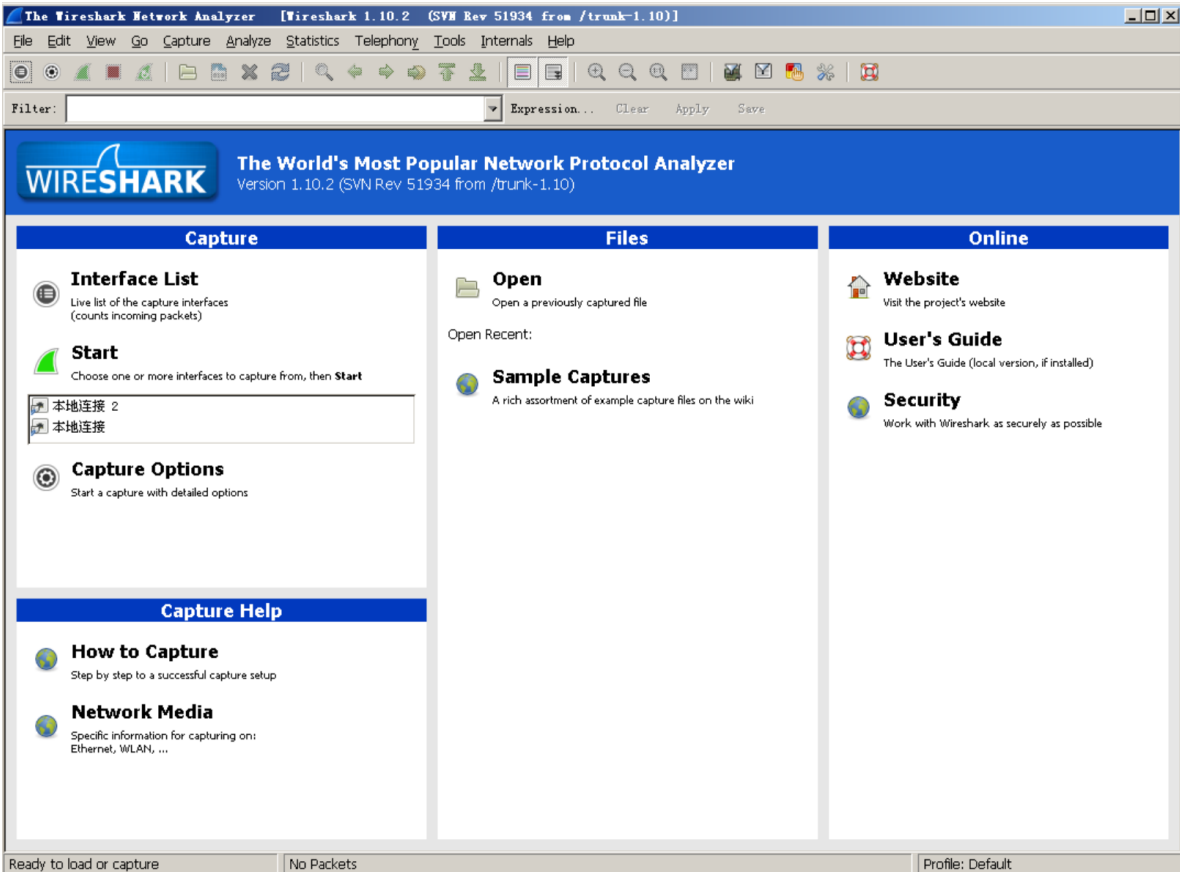 The Wireshark Network Analyzer [Wireshark 1.10.2 (SVN Rev 51934 from /trunk-1.10)]
File Edit View Go Capture Analyze Statistics Telephony Tools Internals Help
Filter: Expression... Clear Apply Save
WIRESHARK
The World's Most Popular Network Protocol Analyzer
Version 1.10.2 (SVN Rev 51934 from /trunk-1.10)
Capture
Interface List
Live list of the capture interfaces
(counts incoming packets)
Start
Choose one or more interfaces to capture from, then Start
本地连接 2
本地连接
Capture Options
Start a capture with detailed options
Capture Help
How to Capture
Step by step to a successful capture setup
Network Media
Specific information for capturing on:
Ethernet, WLAN, ...
Files
Open
Open a previously captured file
Open Recent:
Sample Captures
A rich assortment of example capture files on the wiki
Online
Website
Visit the project's website
User's Guide
The User's Guide (local version, if installed)
Security
Work with Wireshark as securely as possible
Ready to load or capture
No Packets
Profile: Default